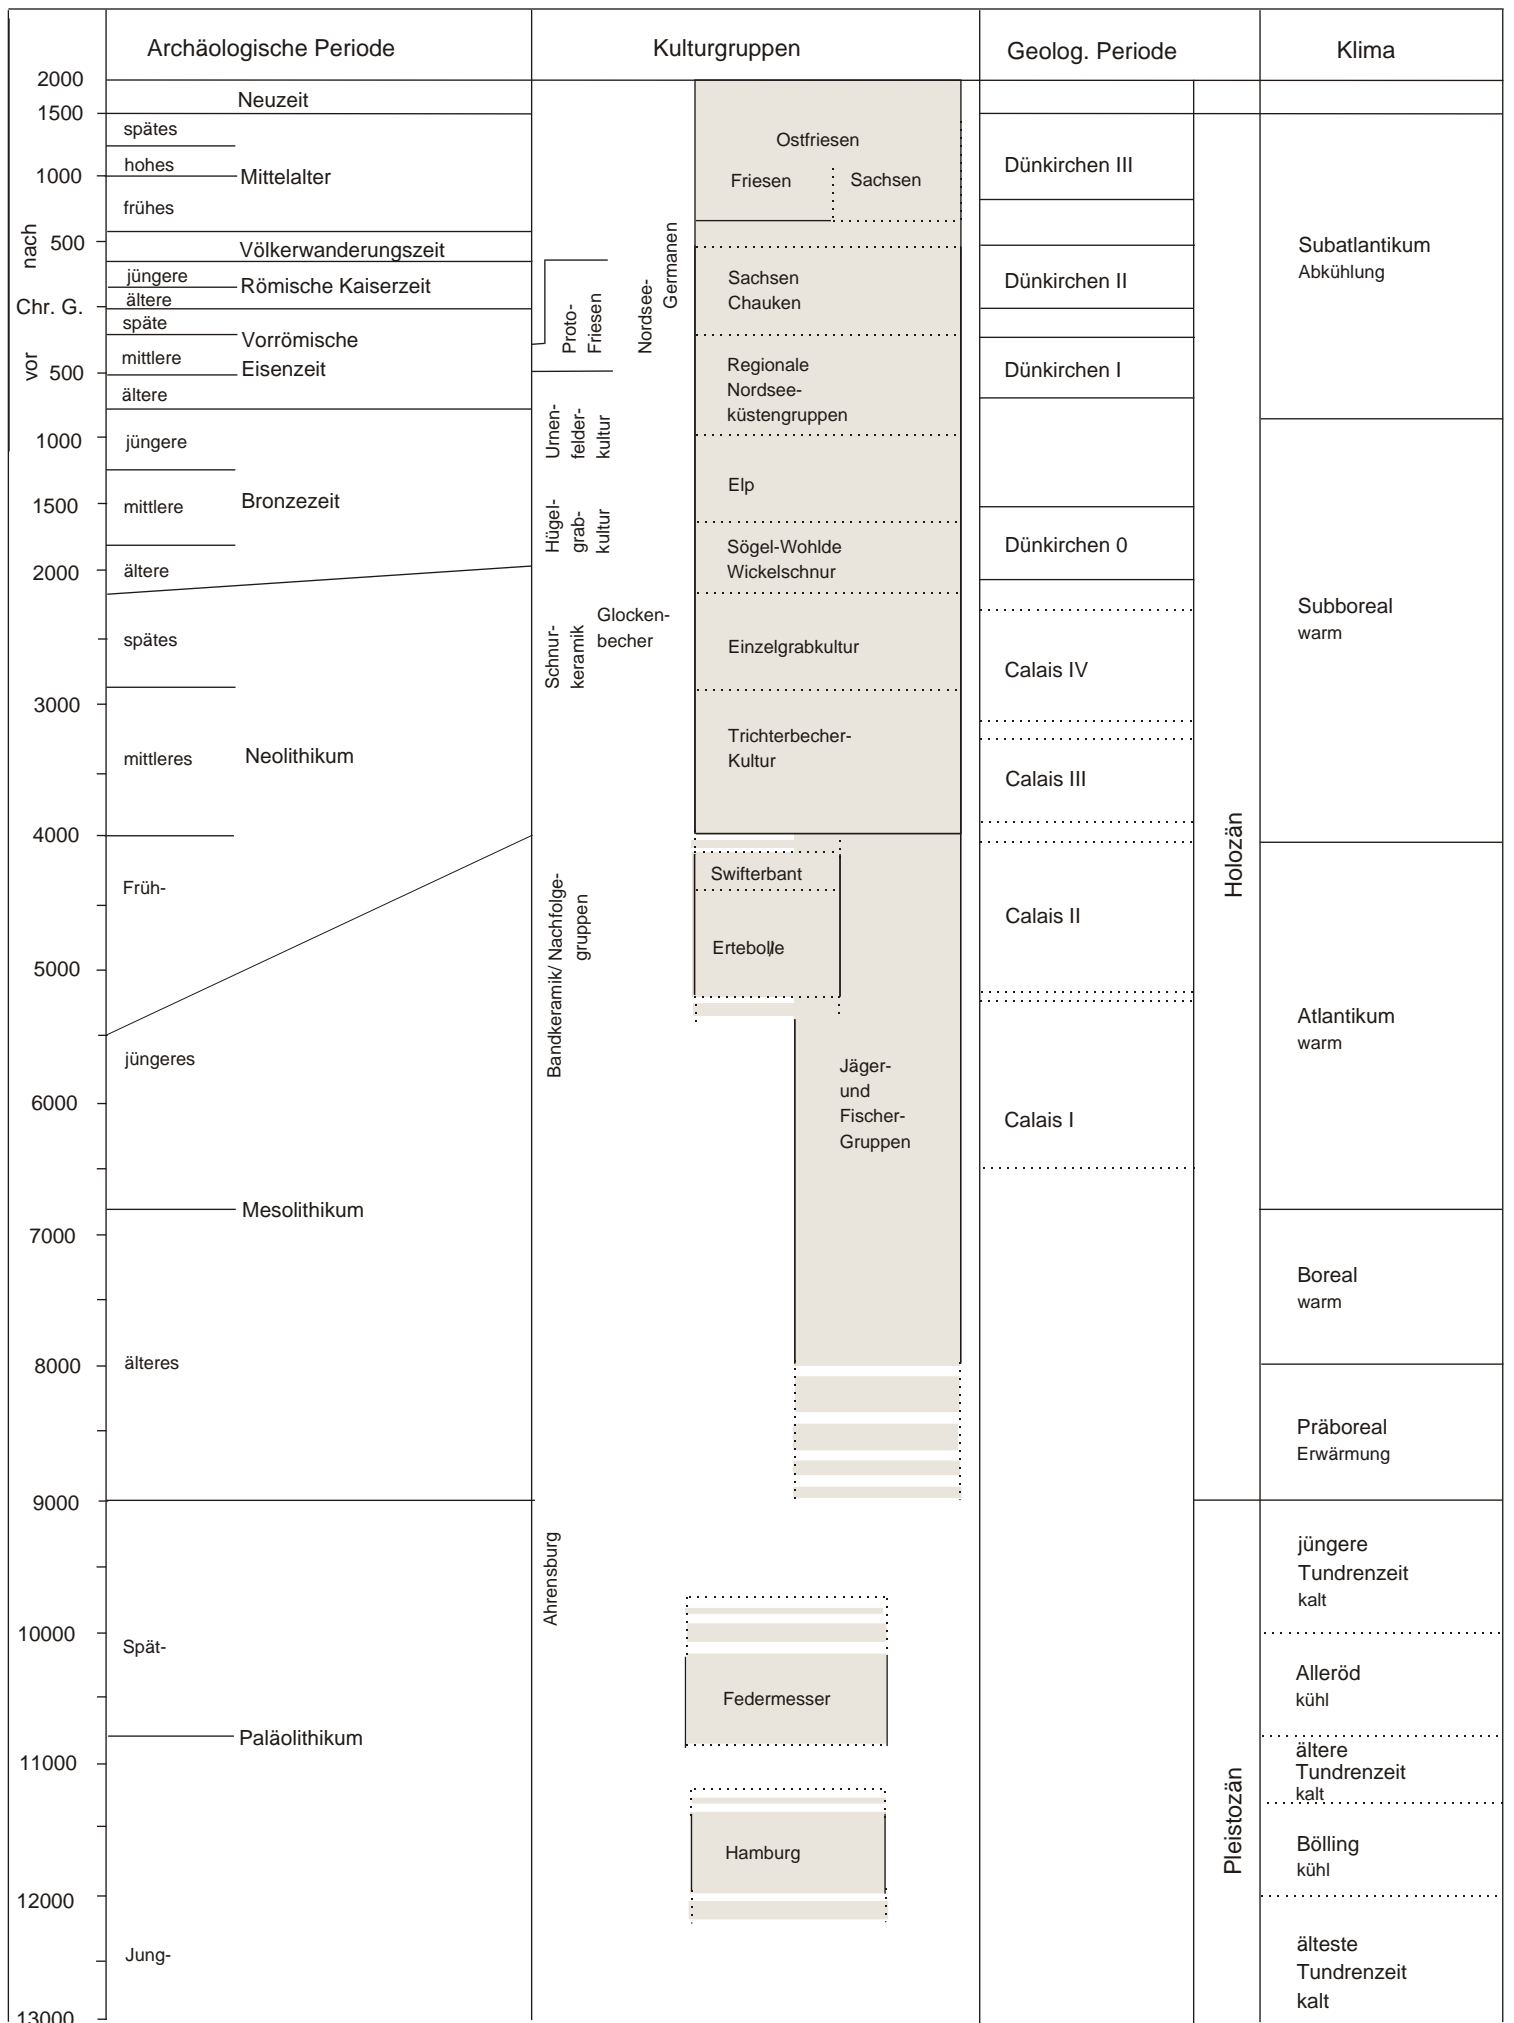 Archäologische Periode
Kulturgruppen
Geolog. Periode
Klima
nach
Chr. G.
vor
2000
1500
1000
500
500
1000
1500
2000
3000
4000
5000
6000
7000
8000
9000
10000
11000
12000
13000
Neuzeit
spätes
hohes
Mittelalter
frühes
Völkerwanderungszeit
jüngere
Römische Kaiserzeit
ältere
späte
Vorrömische
mittlere
Eisenzeit
ältere
jüngere
mittlere
Bronzezeit
ältere
spätes
mittleres
Neolithikum
Früh-
jüngeres
Mesolithikum
älteres
Spät-
Paläolithikum
Jung-
Proto-
Friesen
Nordsee-
Germanen
Urnen-
felder-
kultur
Hügel-
grab-
kultur
Schnur-
keramik
Glocken-
becher
Bandkeramik/ Nachfolge-
gruppen
Ahrensburg
Ostfriesen
Friesen
Sachsen
Sachsen
Chauken
Regionale
Nordsee-
küstengruppen
Elp
Sögel-Wohlde
Wickelschnur
Einzelgrabkultur
Trichterbecher-
Kultur
Swifterbant
Ertebolle
Jäger-
und
Fischer-
Gruppen
Federmesser
Hamburg
Dünkirchen III
Dünkirchen II
Dünkirchen I
Dünkirchen 0
Calais IV
Calais III
Calais II
Calais I
Holozän
Pleistozän
Subatlantikum
Abkühlung
Subboreal
warm
Atlantikum
warm
Boreal
warm
Präboreal
Erwärmung
jüngere
Tundrenzeit
kalt
Alleröd
kühl
ältere
Tundrenzeit
kalt
Bölling
kühl
älteste
Tundrenzeit
kalt